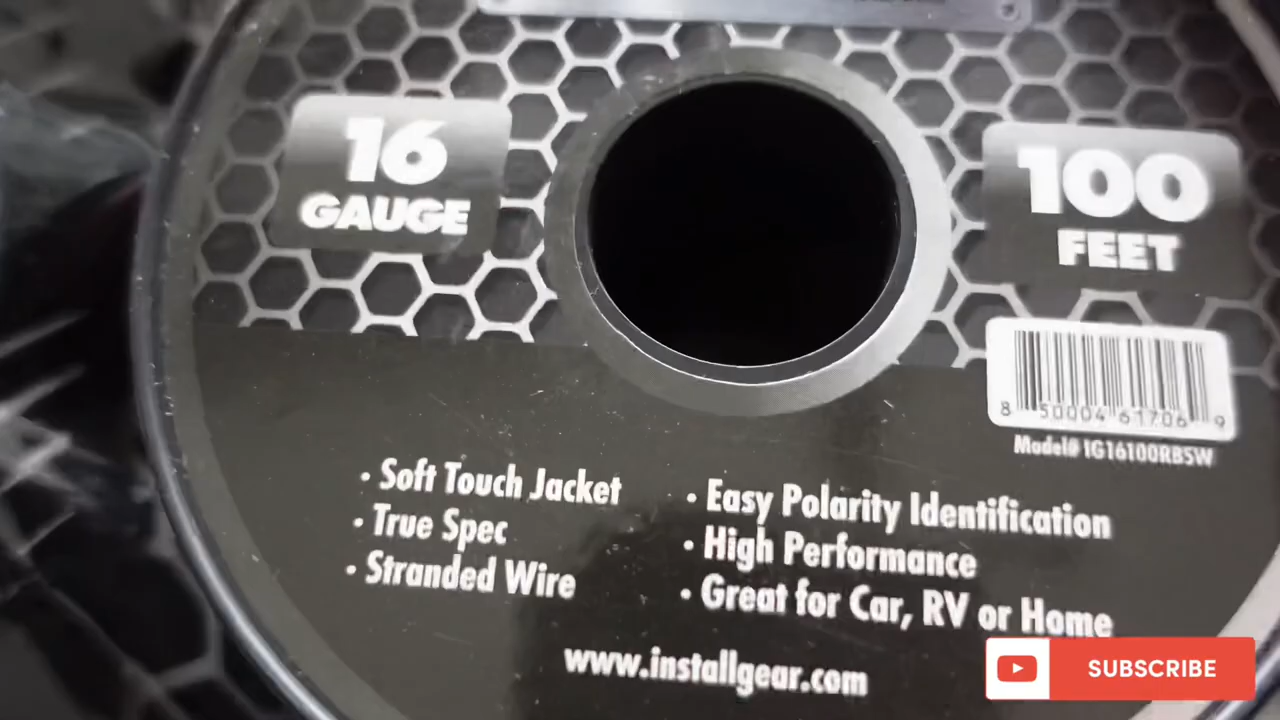 16
GAUGE
100
FEET
8 50004 61706 9
Model# IG16100RBSW
• Soft Touch Jacket
• True Spec
• Stranded Wire
• Easy Polarity Identification
• High Performance
• Great for Car, RV or Home
www.installgear.com
SUBSCRIBE